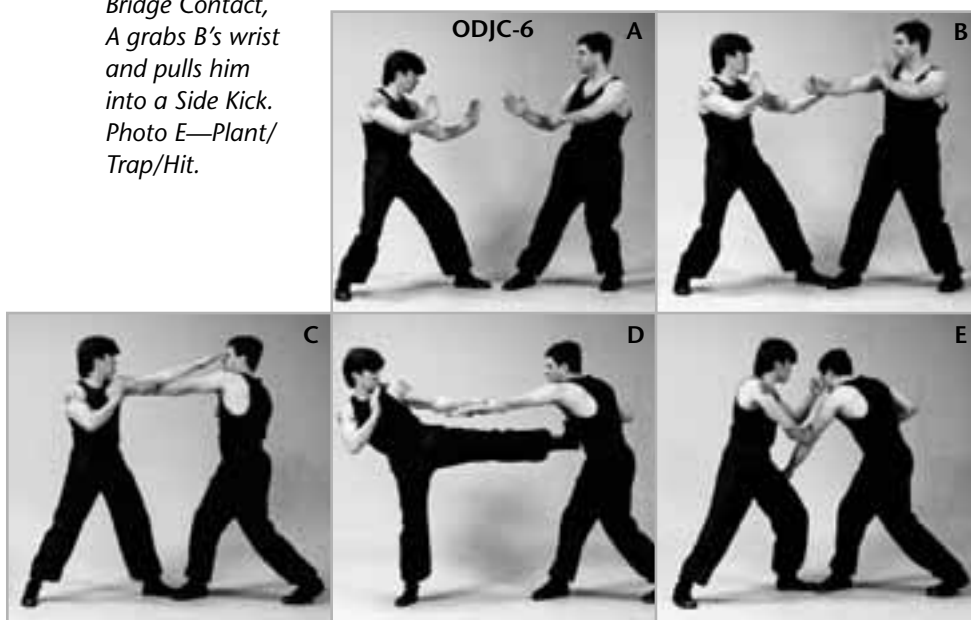 Bridge Contact,
A grabs B's wrist
and pulls him
into a Side Kick.
Photo E—Plant/
Trap/Hit.
ODJC-6
A
B
C
D
E